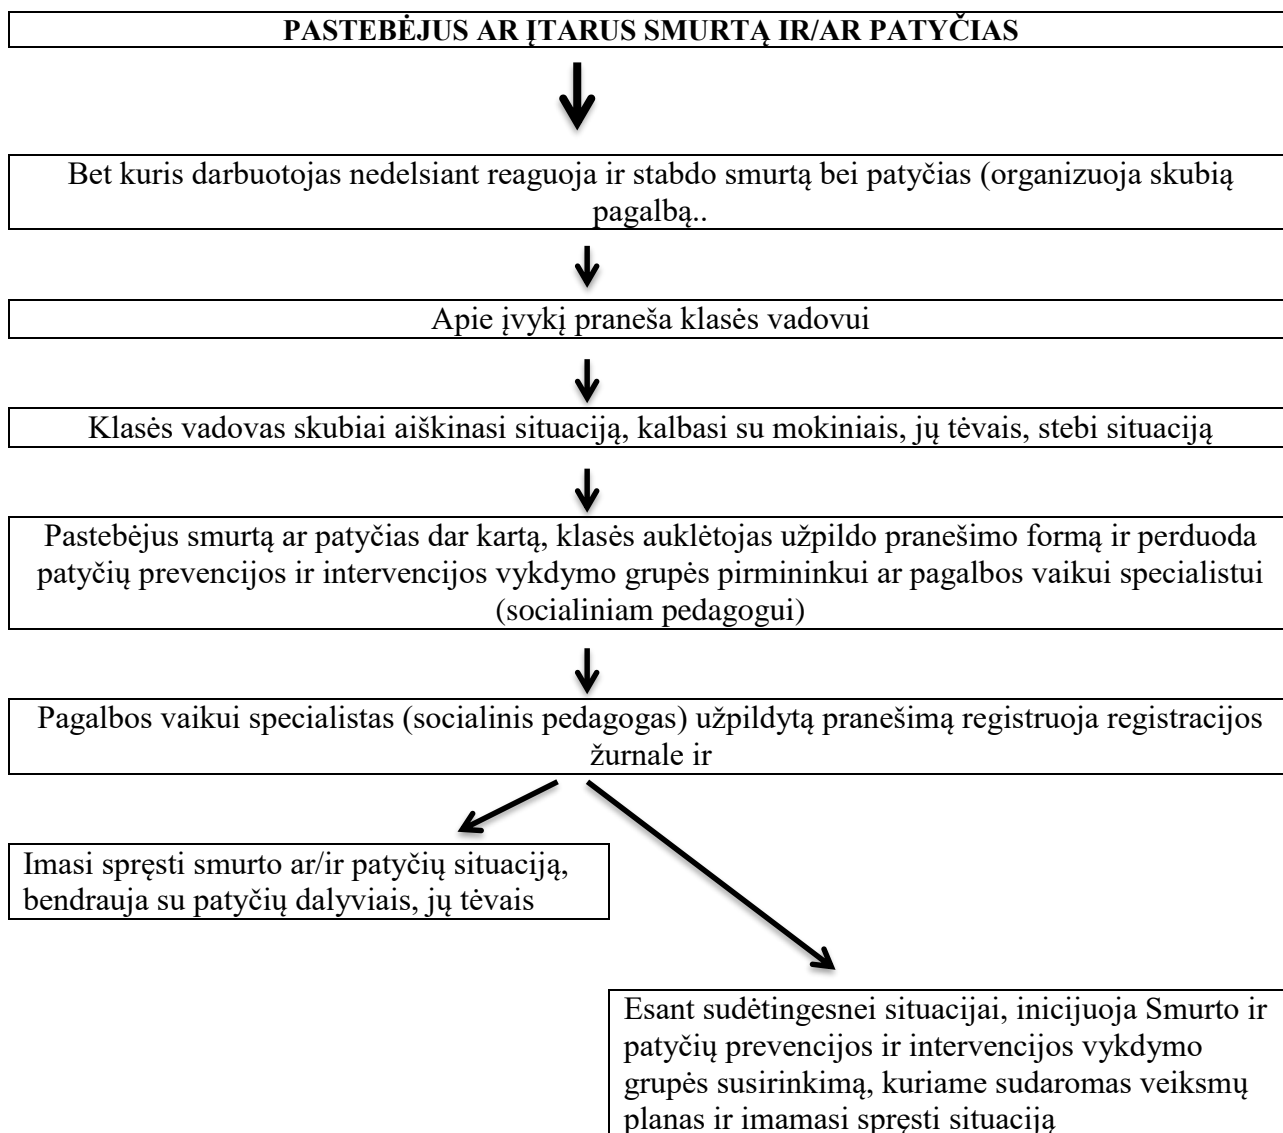 PASTEBĖJUS AR ĮTARUS SMURTĄ IR/AR PATYČIAS
Bet kuris darbuotojas nedelsiant reaguoja ir stabdo smurtą bei patyčias (organizuoja skubią
pagalbą..
Apie įvykį praneša klasės vadovui
Klasės vadovas skubiai aiškinasi situaciją, kalbasi su mokiniais, jų tėvais, stebi situaciją
Pastebėjus smurtą ar patyčias dar kartą, klasės auklėtojas užpildo pranešimo formą ir perduoda
patyčių prevencijos ir intervencijos vykdymo grupės pirmininkui ar pagalbos vaikui specialistui
(socialiniam pedagogui)
Pagalbos vaikui specialistas (socialinis pedagogas) užpildytą pranešimą registruoja registracijos
žurnale ir
Imasi spręsti smurto ar/ir patyčių situaciją,
bendrauja su patyčių dalyviais, jų tėvais
Esant sudėtingesnei situacijai, inicijuoja Smurto ir
patyčių prevencijos ir intervencijos vykdymo
grupės susirinkimą, kuriame sudaromas veiksmų
planas ir imamasi spręsti situaciją